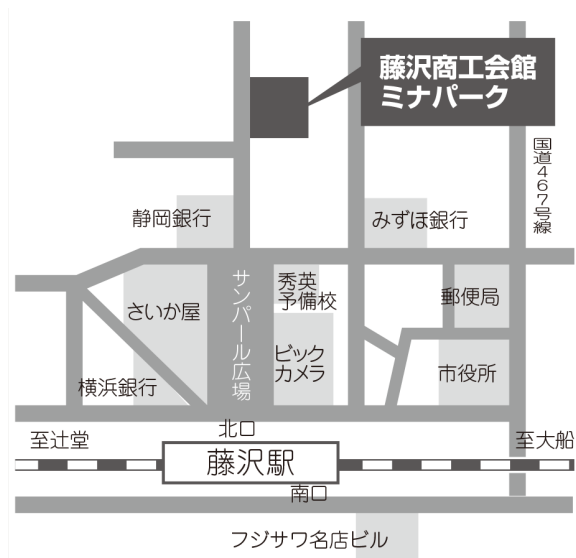 藤沢商工会館
ミナパーク
国道467号線
静岡銀行
みずほ銀行
サンパール広場
秀英
予備校
郵便局
さいか屋
ビック
カメラ
市役所
横浜銀行
北口
至辻堂
藤沢駅
至大船
南口
フジサワ名店ビル